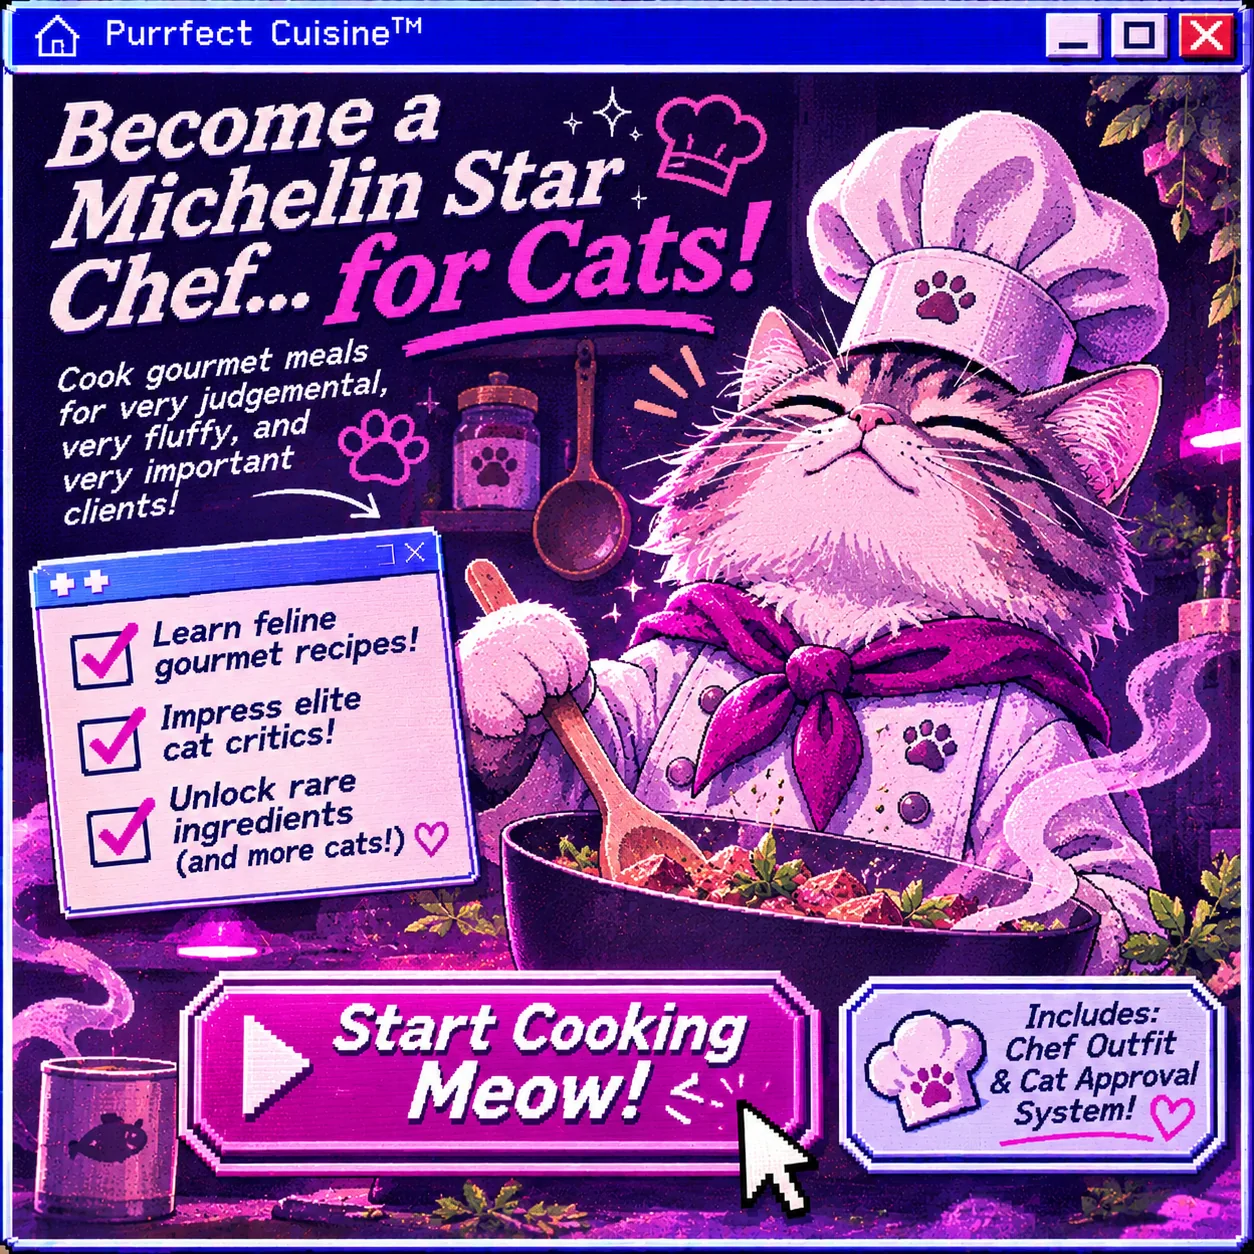 Purrfect Cuisine™
Become a
Michelin Star
Chef... for Cats!
Cook gourmet meals
for very judgemental,
very fluffy, and
very important
clients!
Learn feline
gourmet recipes!
Impress elite
cat critics!
Unlock rare
ingredients
(and more cats!)
Start Cooking
Meow!
Includes:
Chef Outfit
& Cat Approval
System!